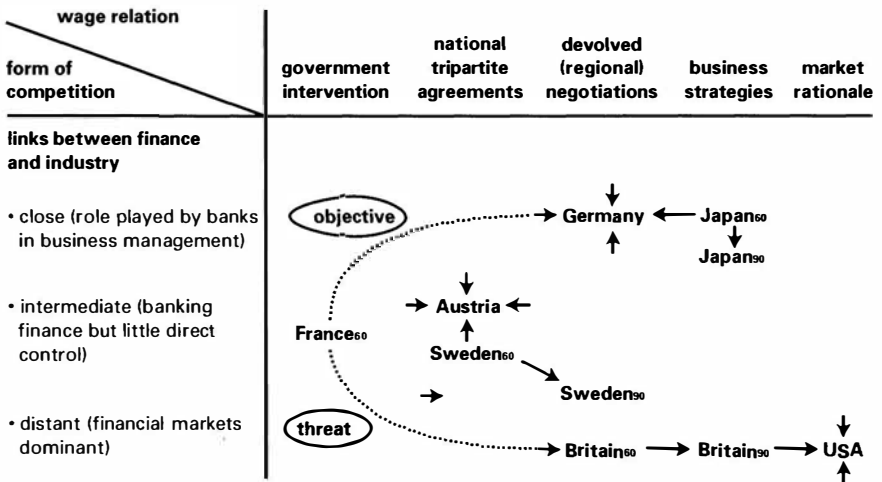 wage relation
form of
competition
government
intervention
national
tripartite
agreements
devolved
(regional)
negotiations
business
strategies
market
rationale
links between finance
and industry
• close (role played by banks
in business management)
objective
Germany
Japan60
Japan90
• intermediate (banking
finance but little direct
control)
France60
Austria
Sweden60
Sweden90
• distant (financial markets
dominant)
threat
Britain60
Britain90
USA